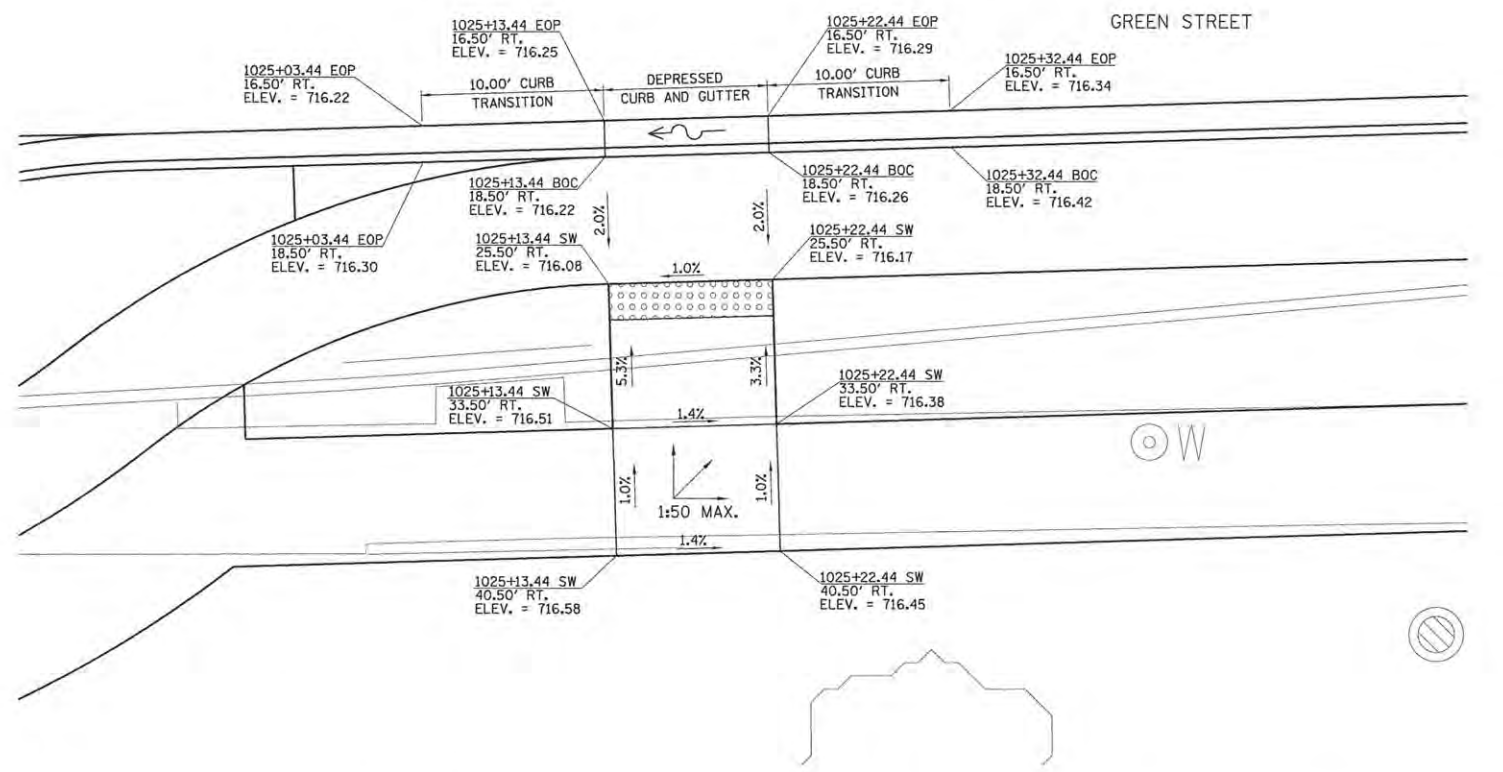 GREEN STREET
1025+13.44 EOP
16.50' RT.
ELEV. = 716.25
1025+22.44 EOP
16.50' RT.
ELEV. = 716.29
1025+03.44 EOP
16.50' RT.
ELEV. = 716.22
10.00' CURB
TRANSITION
DEPRESSED
CURB AND GUTTER
10.00' CURB
TRANSITION
1025+32.44 EOP
16.50' RT.
ELEV. = 716.34
1025+13.44 BOC
18.50' RT.
ELEV. = 716.22
1025+22.44 BOC
18.50' RT.
ELEV. = 716.26
1025+32.44 BOC
18.50' RT.
ELEV. = 716.42
2.0%
2.0%
1025+03.44 EOP
18.50' RT.
ELEV. = 716.30
1025+13.44 SW
25.50' RT.
ELEV. = 716.08
1025+22.44 SW
25.50' RT.
ELEV. = 716.17
1.0%
5.3%
3.3%
1025+13.44 SW
33.50' RT.
ELEV. = 716.51
1025+22.44 SW
33.50' RT.
ELEV. = 716.38
1.4%
W
1.0%
1.0%
1:50 MAX.
1.4%
1025+13.44 SW
40.50' RT.
ELEV. = 716.58
1025+22.44 SW
40.50' RT.
ELEV. = 716.45